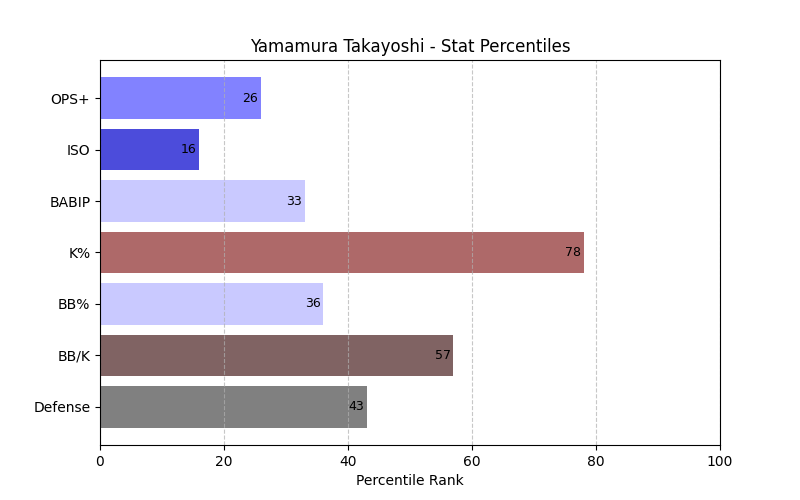 Yamamura Takayoshi - Stat Percentiles
OPS+ 26
ISO 16
BABIP 33
K% 78
BB% 36
BB/K 57
Defense 43
0 20 40 60 80 100
Percentile Rank